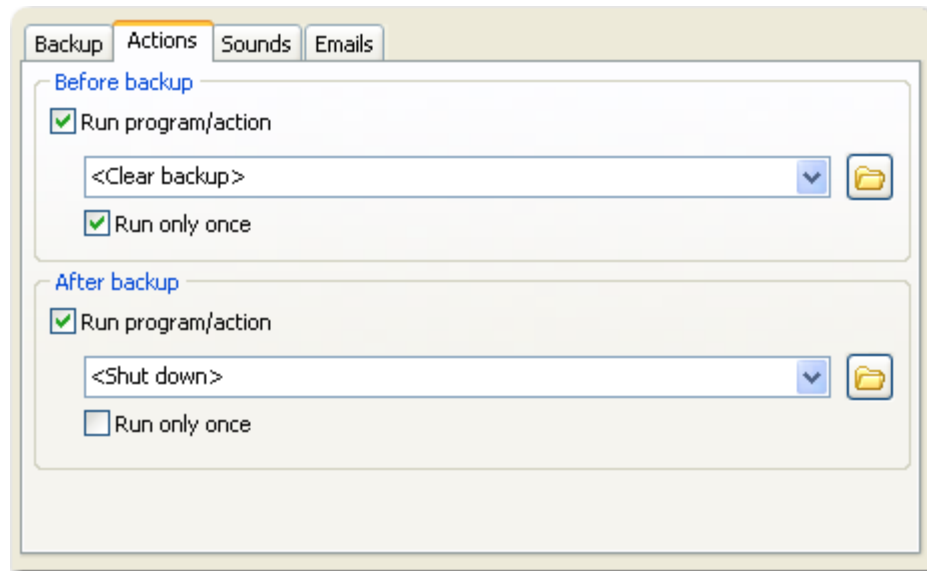 Backup Actions Sounds Emails
Before backup
Run program/action
<Clear backup>
Run only once
After backup
Run program/action
<Shut down>
Run only once